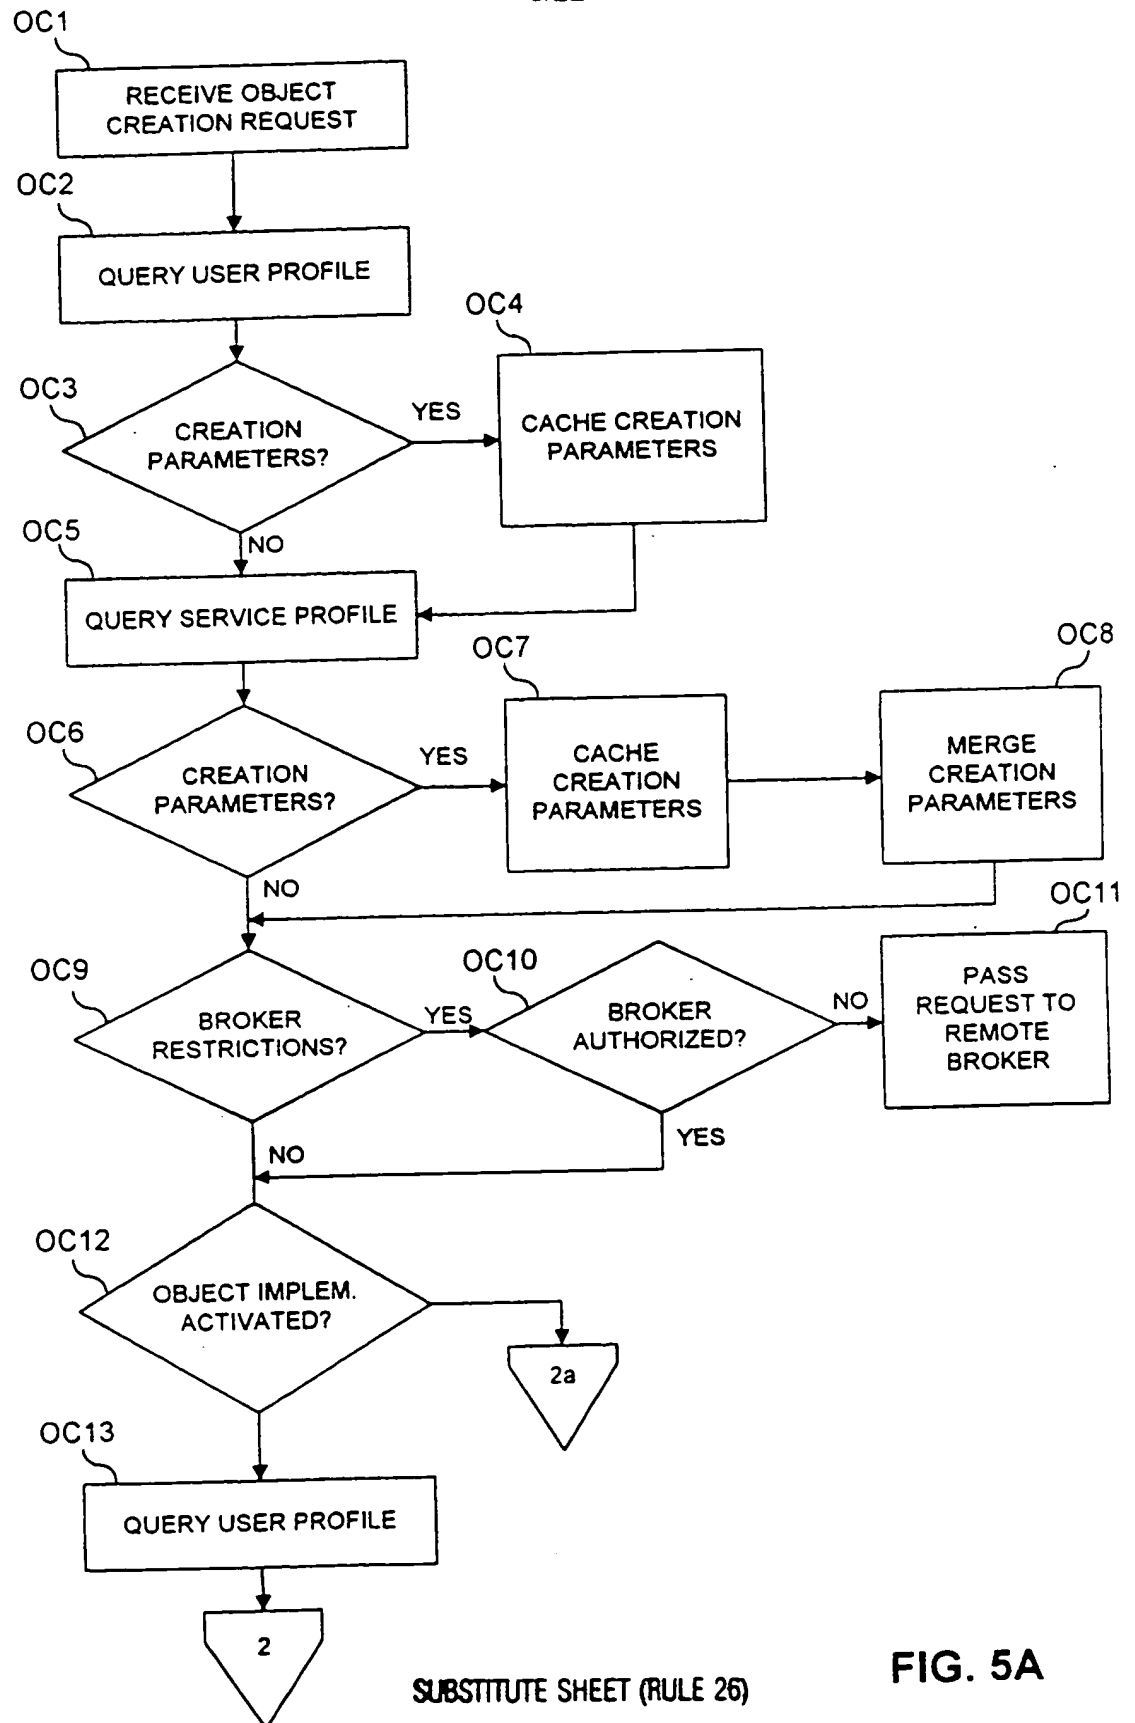 OC1
RECEIVE OBJECT
CREATION REQUEST
OC2
QUERY USER PROFILE
OC3
CREATION
PARAMETERS?
YES
OC4
CACHE CREATION
PARAMETERS
NO
OC5
QUERY SERVICE PROFILE
OC6
CREATION
PARAMETERS?
YES
OC7
CACHE
CREATION
PARAMETERS
OC8
MERGE
CREATION
PARAMETERS
NO
OC9
BROKER
RESTRICTIONS?
YES
OC10
BROKER
AUTHORIZED?
NO
OC11
PASS
REQUEST TO
REMOTE
BROKER
NO
YES
OC12
OBJECT IMPLEM.
ACTIVATED?
2a
OC13
QUERY USER PROFILE
2
SUBSTITUTE SHEET (RULE 26)
FIG. 5A